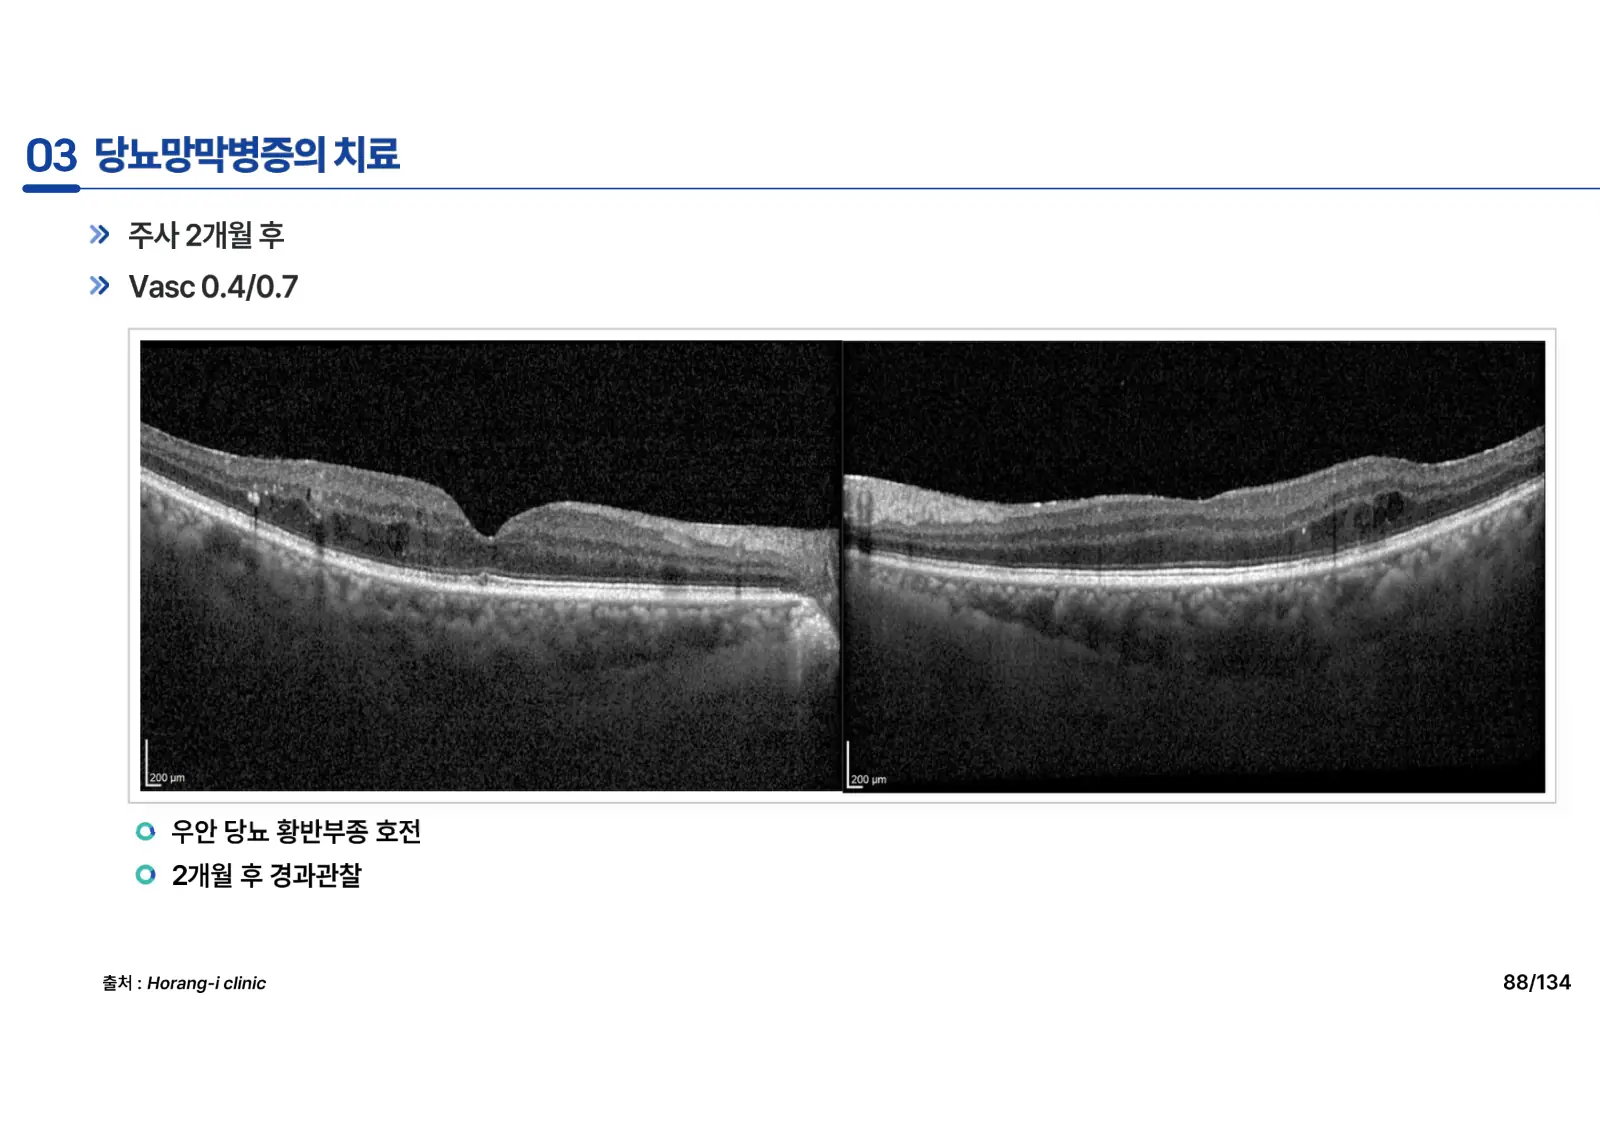 03 당뇨망막병증의 치료
주사 2개월 후
Vasc 0.4/0.7
200 µm
200 µm
우안 당뇨 황반부종 호전
2개월 후 경과관찰
출처 : Horang-i clinic
88/134